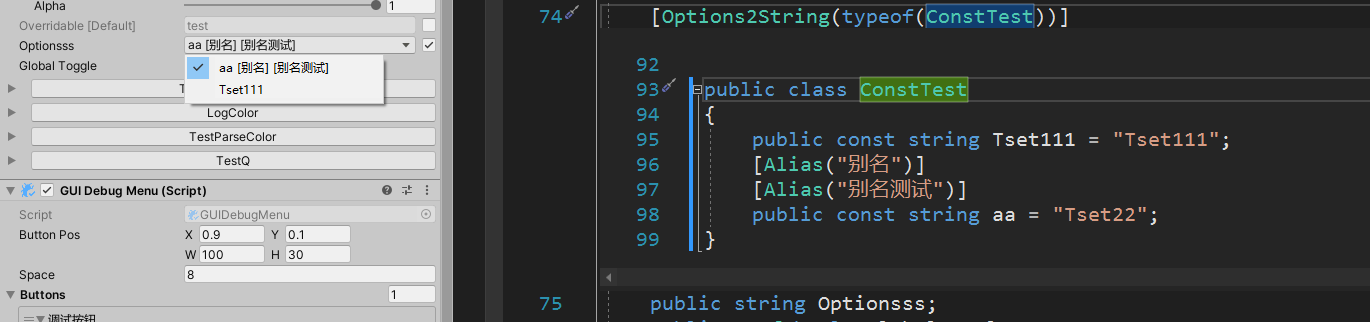 Alpha 1
Overridable [Default] test
Optionsss aa [别名] [别名测试]
Global Toggle
aa [别名] [别名测试]
Tset111
T
LogColor
TestParseColor
TestQ
GUI Debug Menu (Script)
Script GUIDebugMenu
Button Pos X 0.9 Y 0.1
W 100 H 30
Space 8
Buttons 1
调试按钮
74 [Options2String(typeof(ConstTest))]
92
93 public class ConstTest
94 {
95 public const string Tset111 = "Tset111";
96 [Alias("别名")]
97 [Alias("别名测试")]
98 public const string aa = "Tset22";
99 }
75 public string Optionsss;